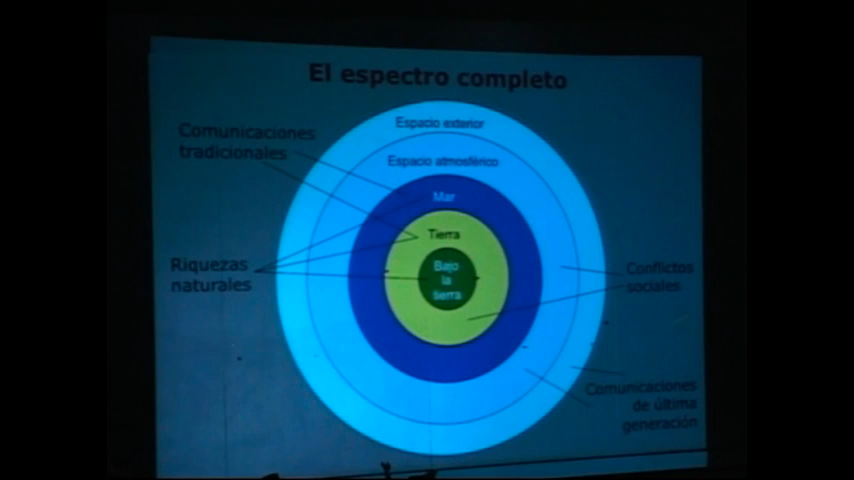 El espectro completo
Espacio exterior
Comunicaciones
tradicionales
Espacio atmosférico
Mar
Tierra
Riquezas
naturales
Bajo
la
tierra
Conflictos
sociales
Comunicaciones
de última
generación